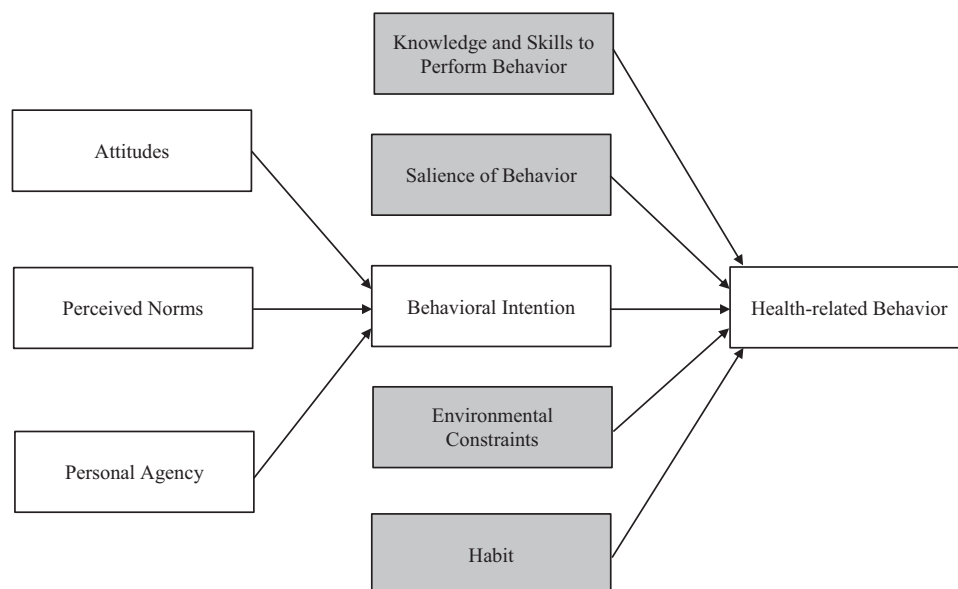 Knowledge and Skills to
Perform Behavior
Attitudes
Salience of Behavior
Perceived Norms
Behavioral Intention
Health-related Behavior
Environmental
Constraints
Personal Agency
Habit